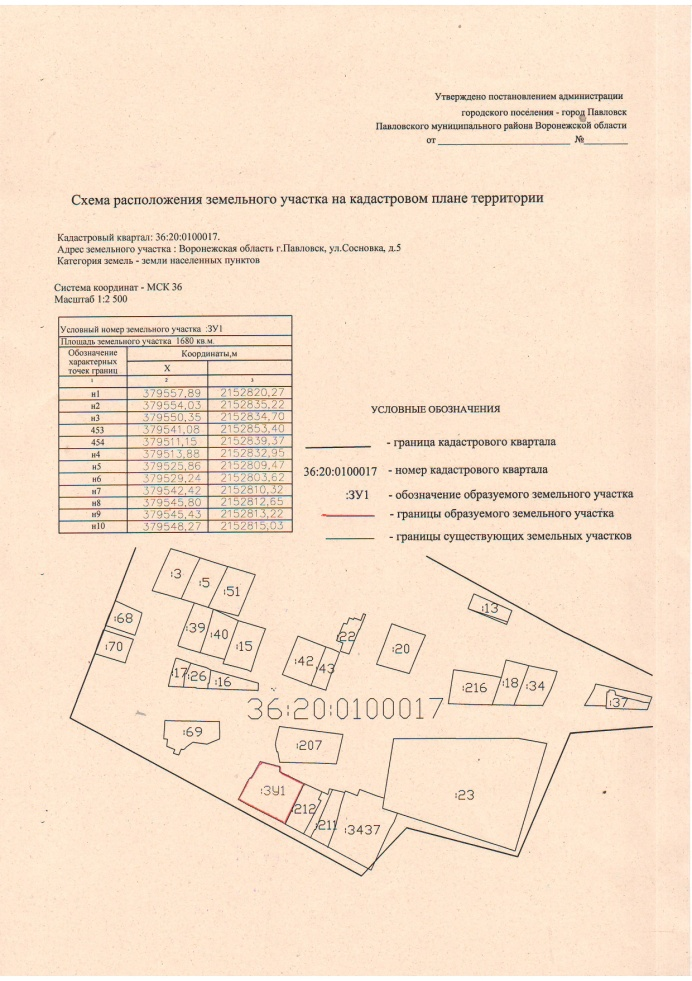 Утверждено постановлением администрации
городского поселения - город Павловск
Павловского муниципального района Воронежской области
от №
Схема расположения земельного участка на кадастровом плане территории
Кадастровый квартал: 36:20:0100017.
Адрес земельного участка : Воронежская область г.Павловск, ул.Сосновка, д.5
Категория земель - земли населенных пунктов
Система координат - МСК 36
Масштаб 1:2 500
Условный номер земельного участка :ЗУ1
Площадь земельного участка 1680 кв.м.
Обозначение характерных точек границ Координаты,м
X
1 2 3
н1 379557,89 2152820,27
н2 379554,03 2152835,22
н3 379550,35 2152834,70
453 379541,08 2152853,40
454 379511,15 2152839,37
н4 379513,88 2152832,95
н5 379525,86 2152809,47
н6 379529,24 2152803,62
н7 379542,42 2152810,32
н8 379545,80 2152812,65
н9 379545,43 2152813,22
н10 379548,27 2152815,03
УСЛОВНЫЕ ОБОЗНАЧЕНИЯ
- граница кадастрового квартала
36:20:0100017 - номер кадастрового квартала
:ЗУ1 - обозначение образуемого земельного участка
- границы образуемого земельного участка
- границы существующих земельных участков
:3 :5 :51
:13
:68 :39 :40 :22
:70 :15 :20
:42 :43
:17 :26 :16
:216 :18 :34
:37
36:20:0100017
:69
:207
:ЗУ1 :23
:212
:211 :3437